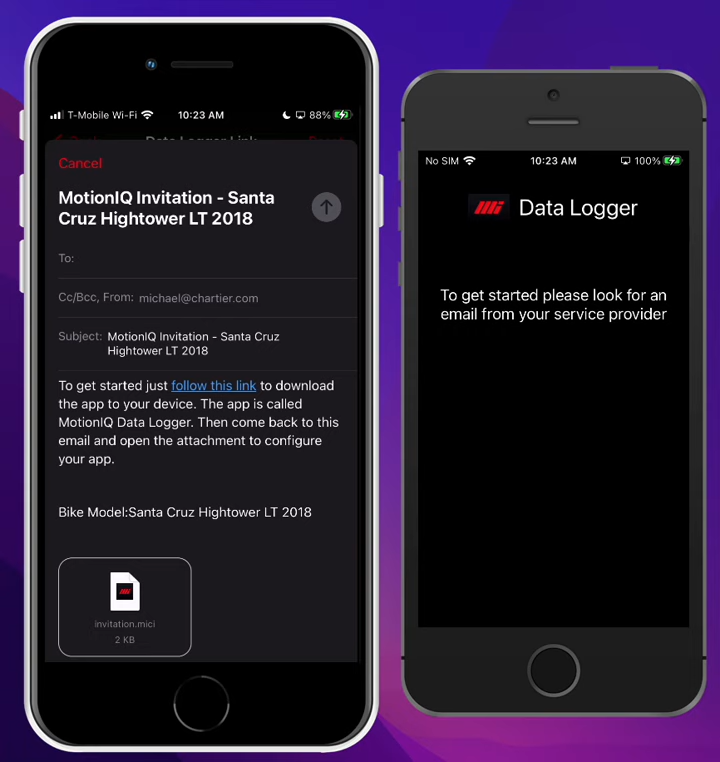 T-Mobile Wi-Fi 10:23 AM 88%
Data Logger Link
Cancel
MotionIQ Invitation - Santa
Cruz Hightower LT 2018
To:
Cc/Bcc, From: michael@chartier.com
Subject: MotionIQ Invitation - Santa Cruz
Hightower LT 2018
To get started just follow this link to download
the app to your device. The app is called
MotionIQ Data Logger. Then come back to this
email and open the attachment to configure
your app.
Bike Model:Santa Cruz Hightower LT 2018
invitation.mici
2 KB
No SIM 10:23 AM 100%
Data Logger
To get started please look for an
email from your service provider